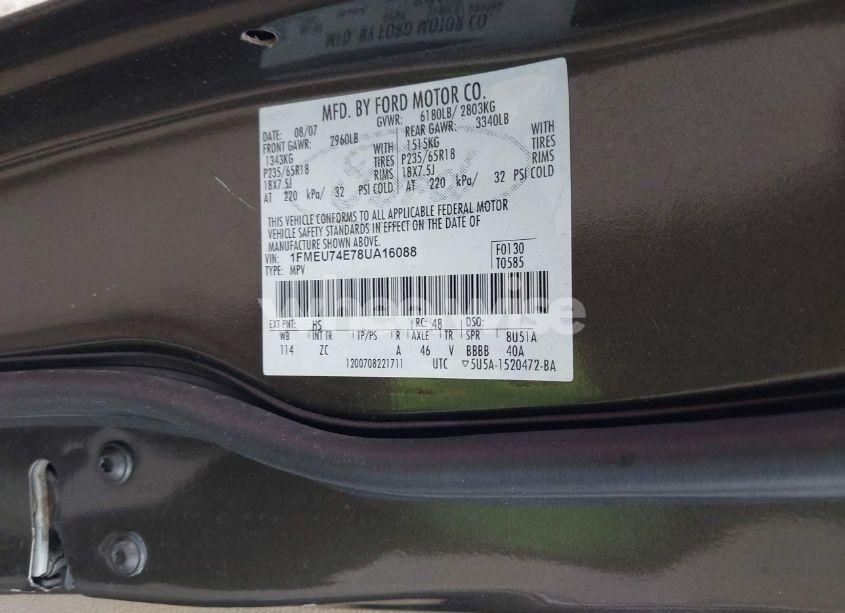 MFD. BY FORD MOTOR CO.
DATE: 08/07 GVWR: 6180LB/ 2803KG
FRONT GAWR: 2960LB REAR GAWR: 3340LB
1343KG WITH 1515KG WITH
P235/65R18 TIRES P235/65R18 TIRES
18X7.5J RIMS 18X7.5J RIMS
AT 220 kPa/ 32 PSI COLD AT 220 kPa/ 32 PSI COLD
THIS VEHICLE CONFORMS TO ALL APPLICABLE FEDERAL MOTOR
VEHICLE SAFETY STANDARDS IN EFFECT ON THE DATE OF
MANUFACTURE SHOWN ABOVE.
VIN: 1FMEU74E78UA16088 F0130
TYPE: MPV T0585
wheelwise
EXT PNT: HS RC: 48 DSO:
WB INT TR TP/PS R AXLE TR SPR 8U51A
114 ZC A 46 V BBBB 40A
1200708221711 UTC 5U5A-1520472-BA